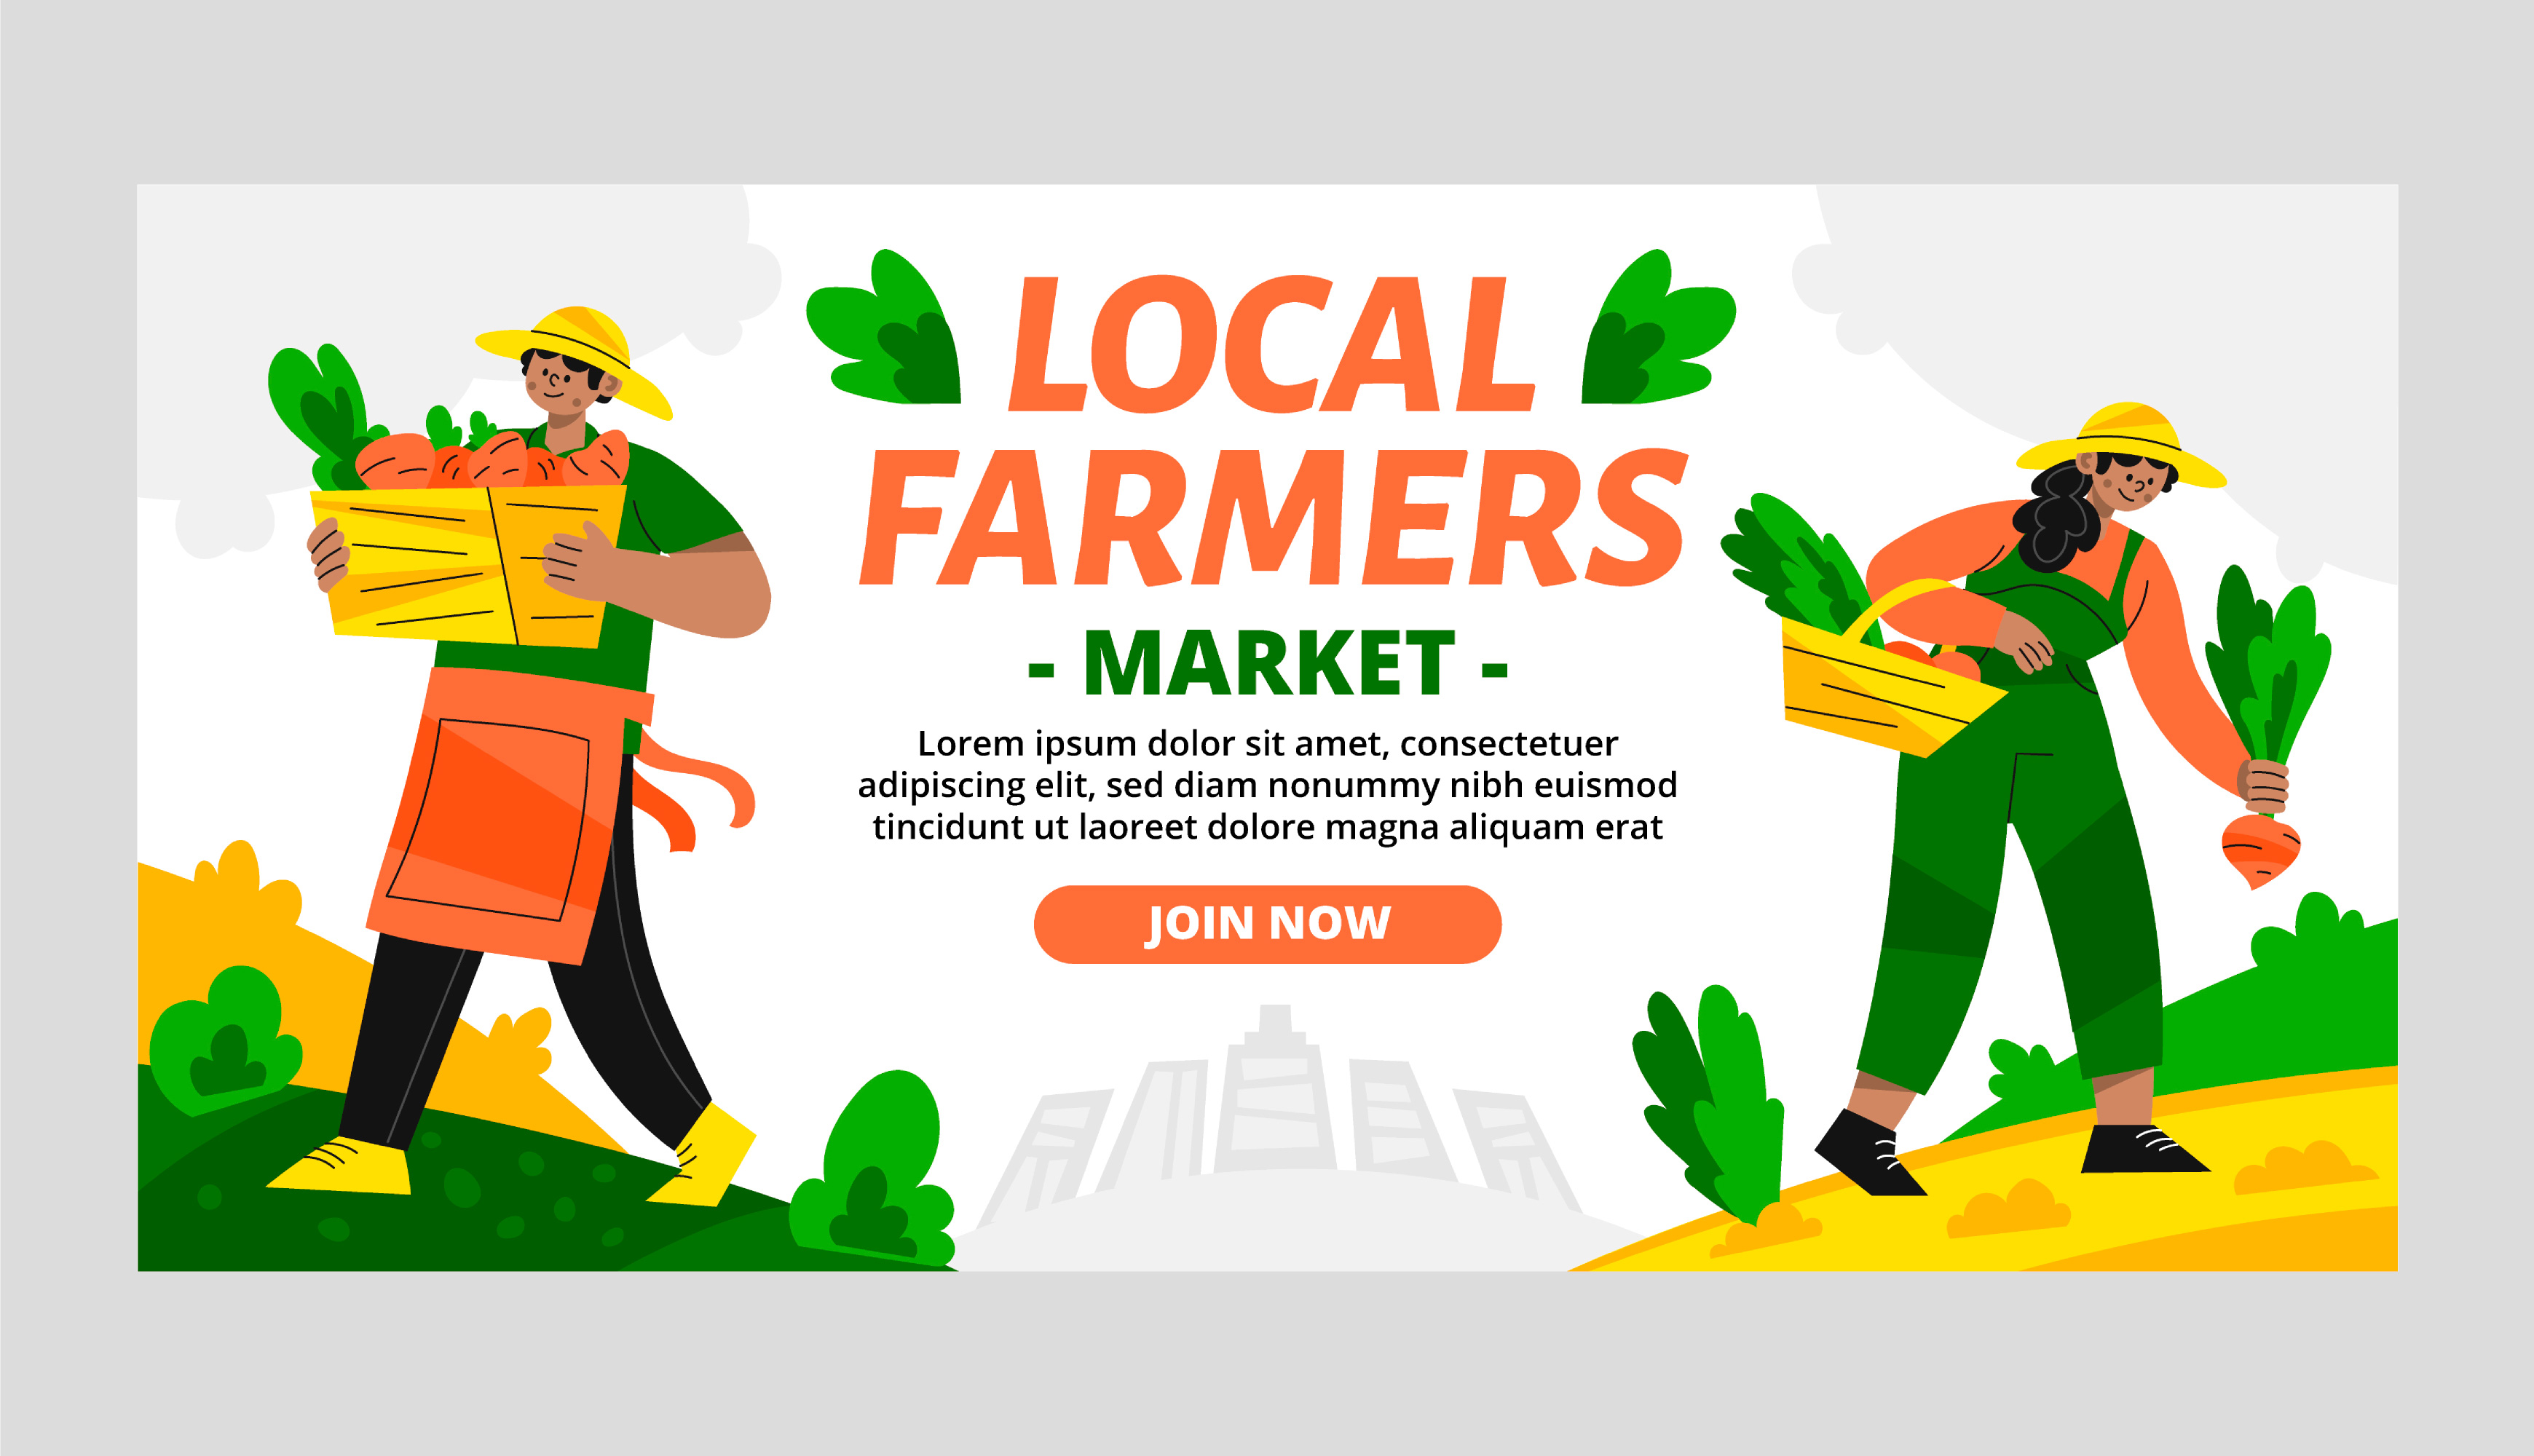 LOCAL
FARMERS
- MARKET -
Lorem ipsum dolor sit amet, consectetuer
adipiscing elit, sed diam nonummy nibh euismod
tincidunt ut laoreet dolore magna aliquam erat
JOIN NOW